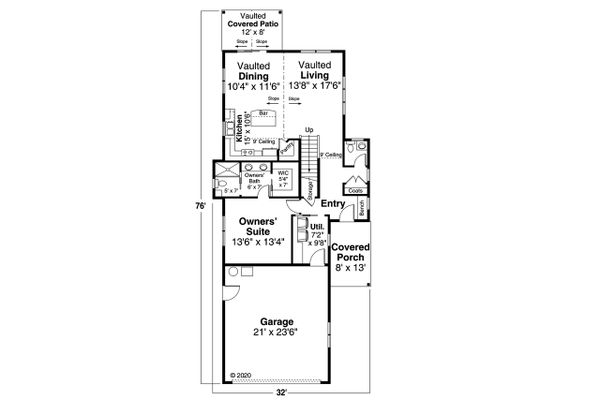 Vaulted
Covered Patio
12' x 8'
Slope Slope
Vaulted
Dining
10'4" x 11'6"
Vaulted
Living
13'8" x 17'6"
Slope Slope
Bar
Kitchen
15' x 10'6"
9' Ceiling
Pantry
Up
9' Ceiling
Owners'
Bath
6' x 7'
5' x 7'
WIC
5'4"
x 7'
Storage
Coats
Bench
Entry
76'
Owners'
Suite
13'6" x 13'4"
Util.
7'2"
x 9'8"
Covered
Porch
8' x 13'
Garage
21' x 23'6"
© 2020
32'